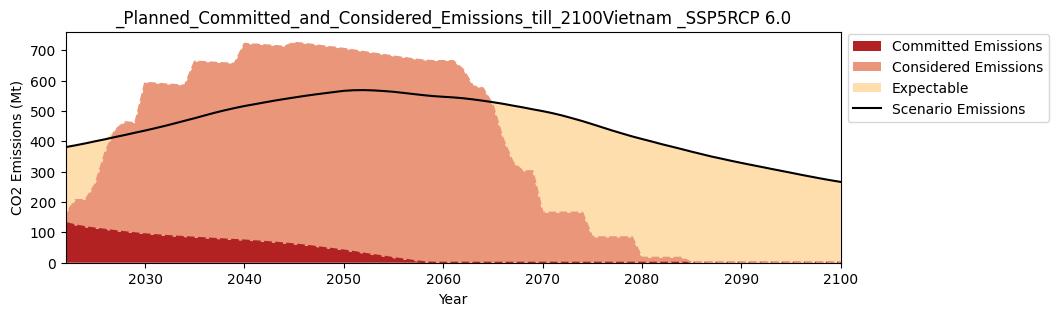 _Planned_Committed_and_Considered_Emissions_till_2100Vietnam _SSP5RCP 6.0
CO2 Emissions (Mt)
700
600
500
400
300
200
100
0
2030 2040 2050 2060 2070 2080 2090 2100
Year
Committed Emissions
Considered Emissions
Expectable
Scenario Emissions